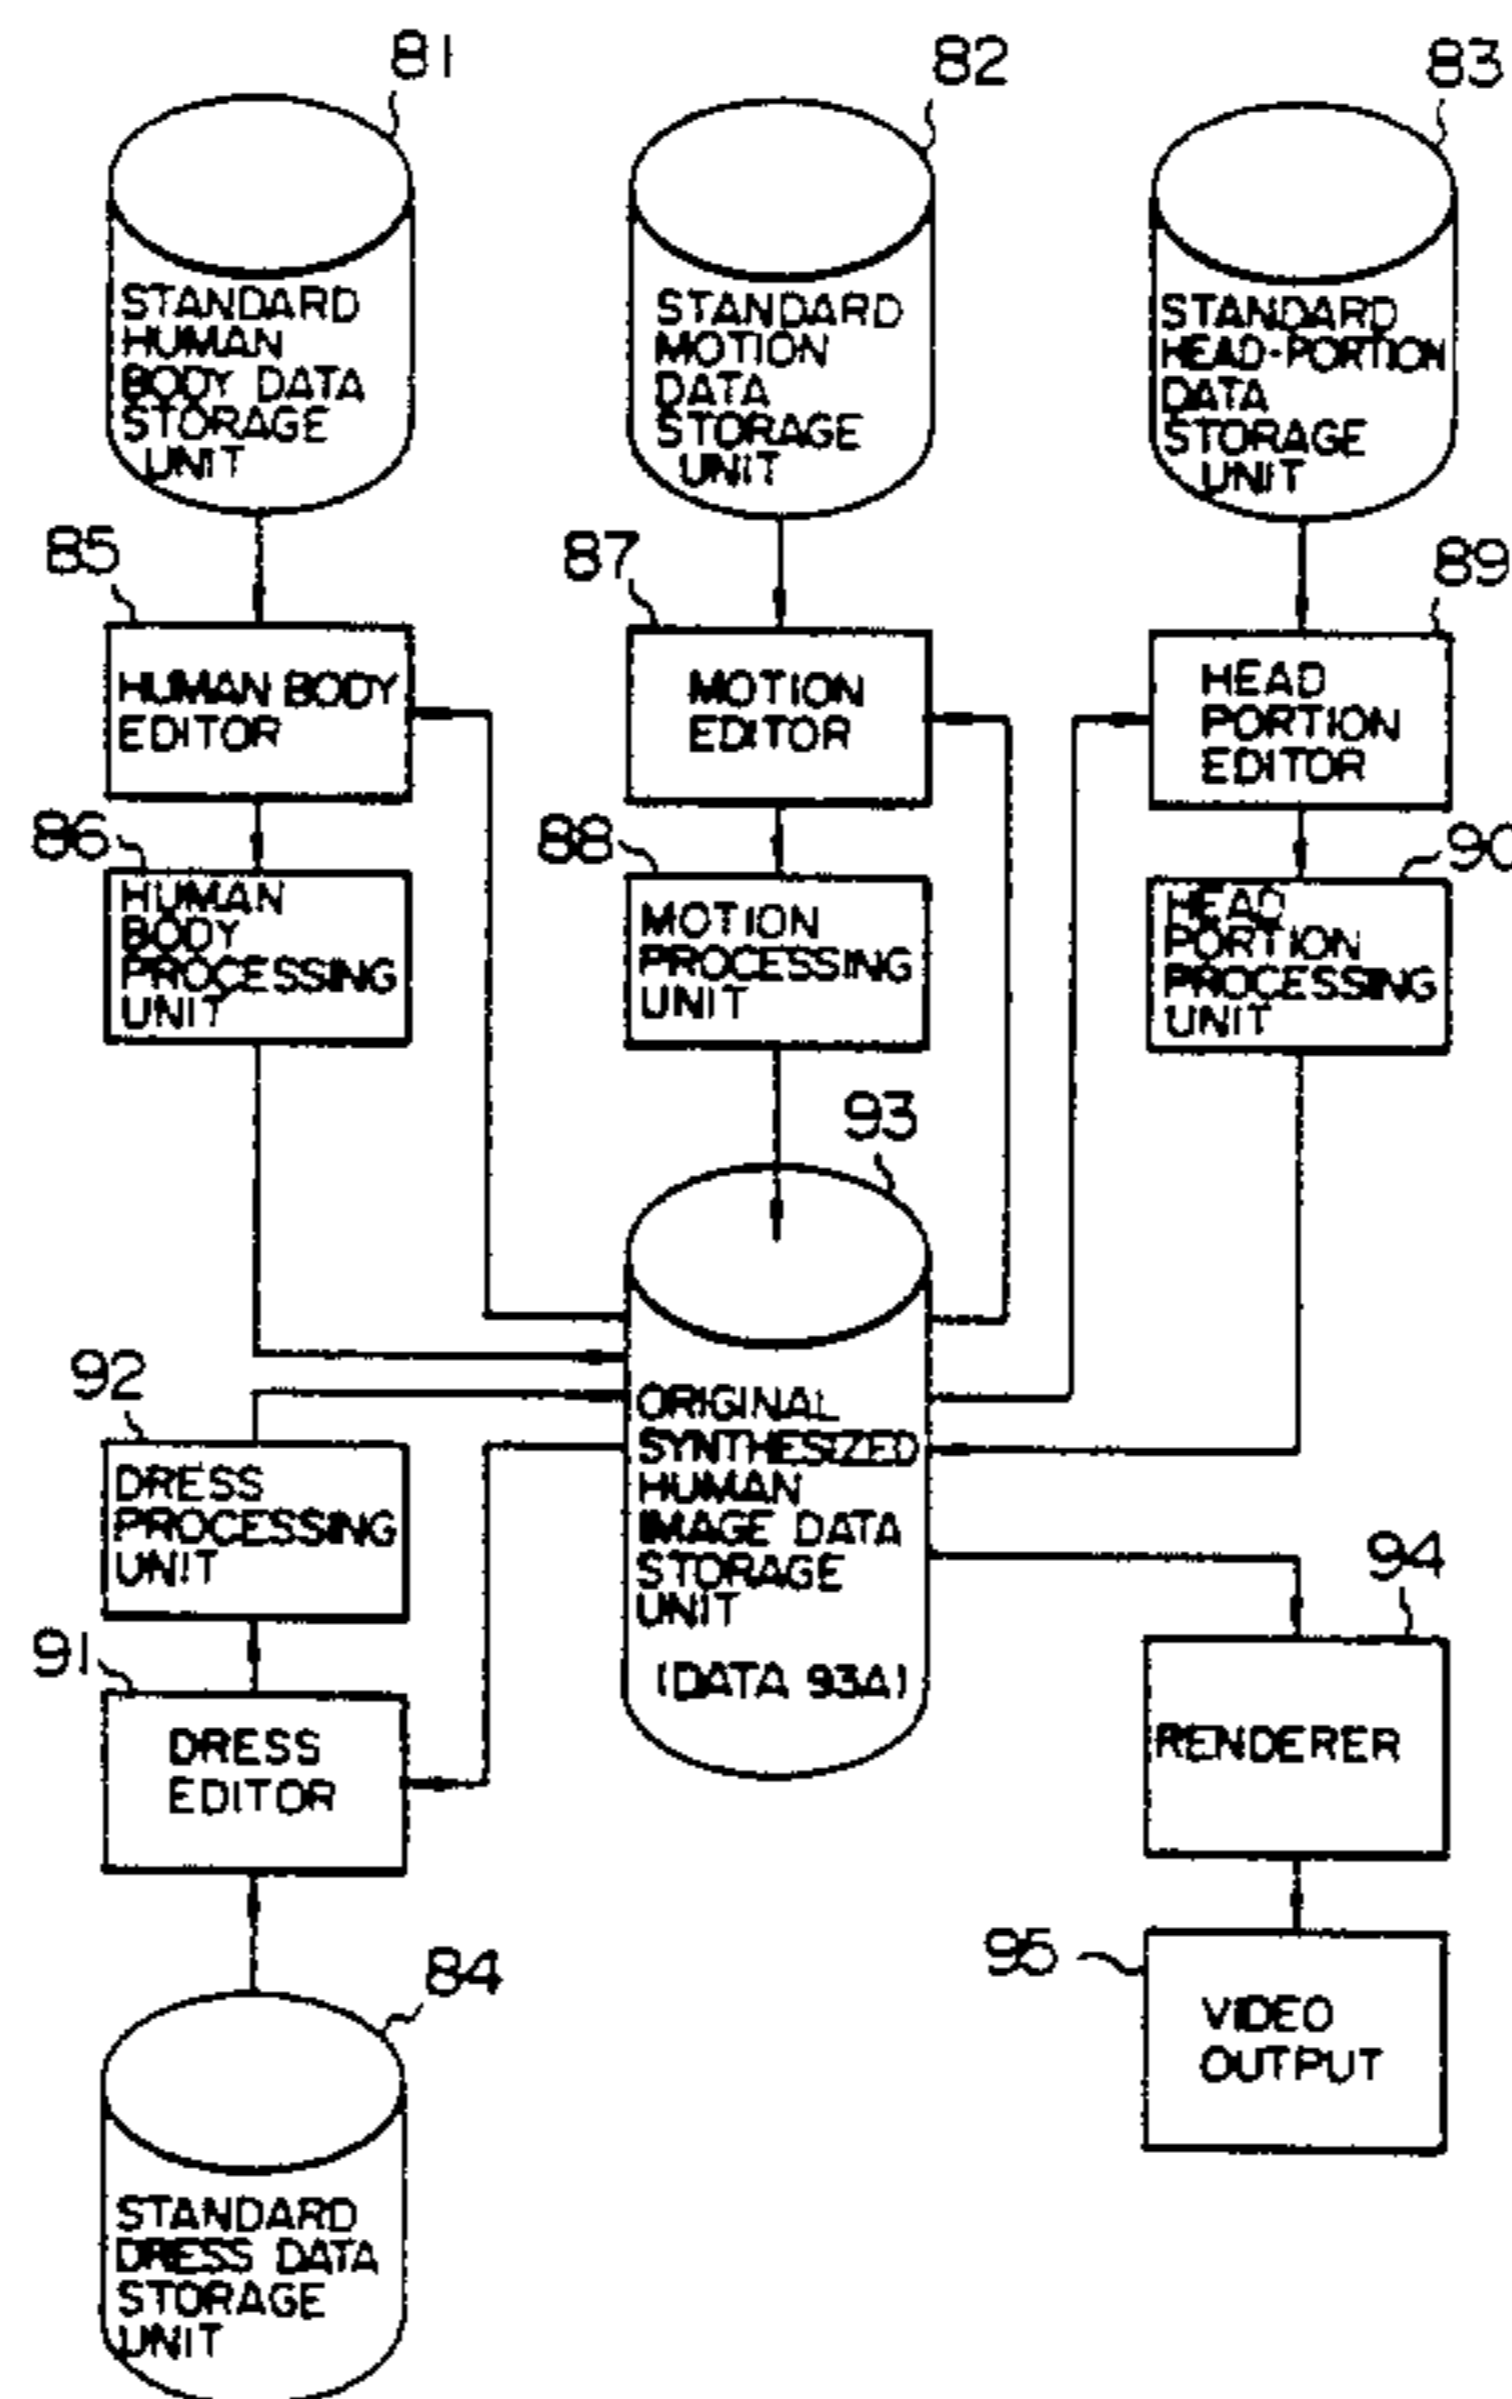 81
82
83
STANDARD
HUMAN
BODY DATA
STORAGE
UNIT
STANDARD
MOTION
DATA
STORAGE
UNIT
STANDARD
HEAD-PORTION
DATA
STORAGE
UNIT
85
87
89
HUMAN BODY
EDITOR
MOTION
EDITOR
HEAD
PORTION
EDITOR
86
88
90
HUMAN
BODY
PROCESSING
UNIT
MOTION
PROCESSING
UNIT
HEAD
PORTION
PROCESSING
UNIT
93
92
ORIGINAL
SYNTHESIZED
HUMAN
IMAGE DATA
STORAGE
UNIT
(DATA 93A)
DRESS
PROCESSING
UNIT
94
91
DRESS
EDITOR
RENDERER
95
VIDEO
OUTPUT
84
STANDARD
DRESS DATA
STORAGE
UNIT